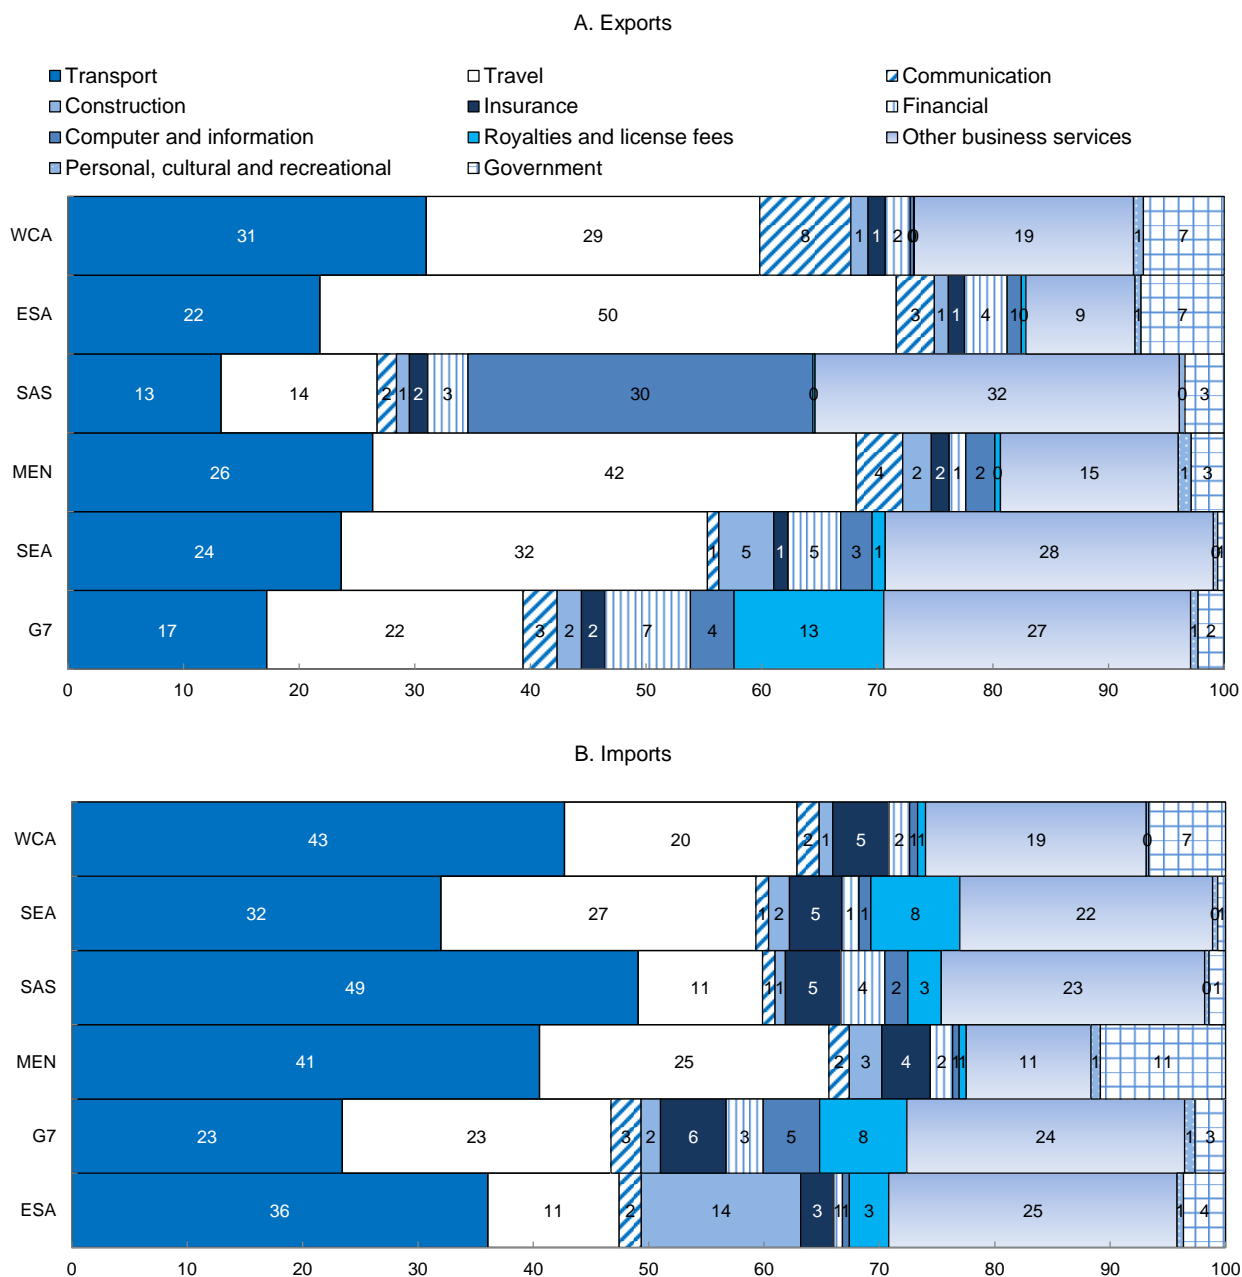 A. Exports
Transport Travel Communication
Construction Insurance Financial
Computer and information Royalties and license fees Other business services
Personal, cultural and recreational Government
WCA 31 29 8 1 1 2 0 0 19 1 7
ESA 22 50 3 1 1 4 1 0 9 1 7
SAS 13 14 2 1 2 3 30 0 32 0 3
MEN 26 42 4 2 2 1 2 0 15 1 3
SEA 24 32 1 5 1 5 3 1 28 0 1
G7 17 22 3 2 2 7 4 13 27 1 2
0 10 20 30 40 50 60 70 80 90 100
B. Imports
WCA 43 20 2 1 5 2 1 1 19 0 7
SEA 32 27 1 2 5 1 1 8 22 0 1
SAS 49 11 1 1 5 4 2 3 23 0 1
MEN 41 25 2 3 4 2 1 1 11 1 11
G7 23 23 3 2 6 3 5 8 24 1 3
ESA 36 11 2 14 3 1 1 3 25 1 4
0 10 20 30 40 50 60 70 80 90 100